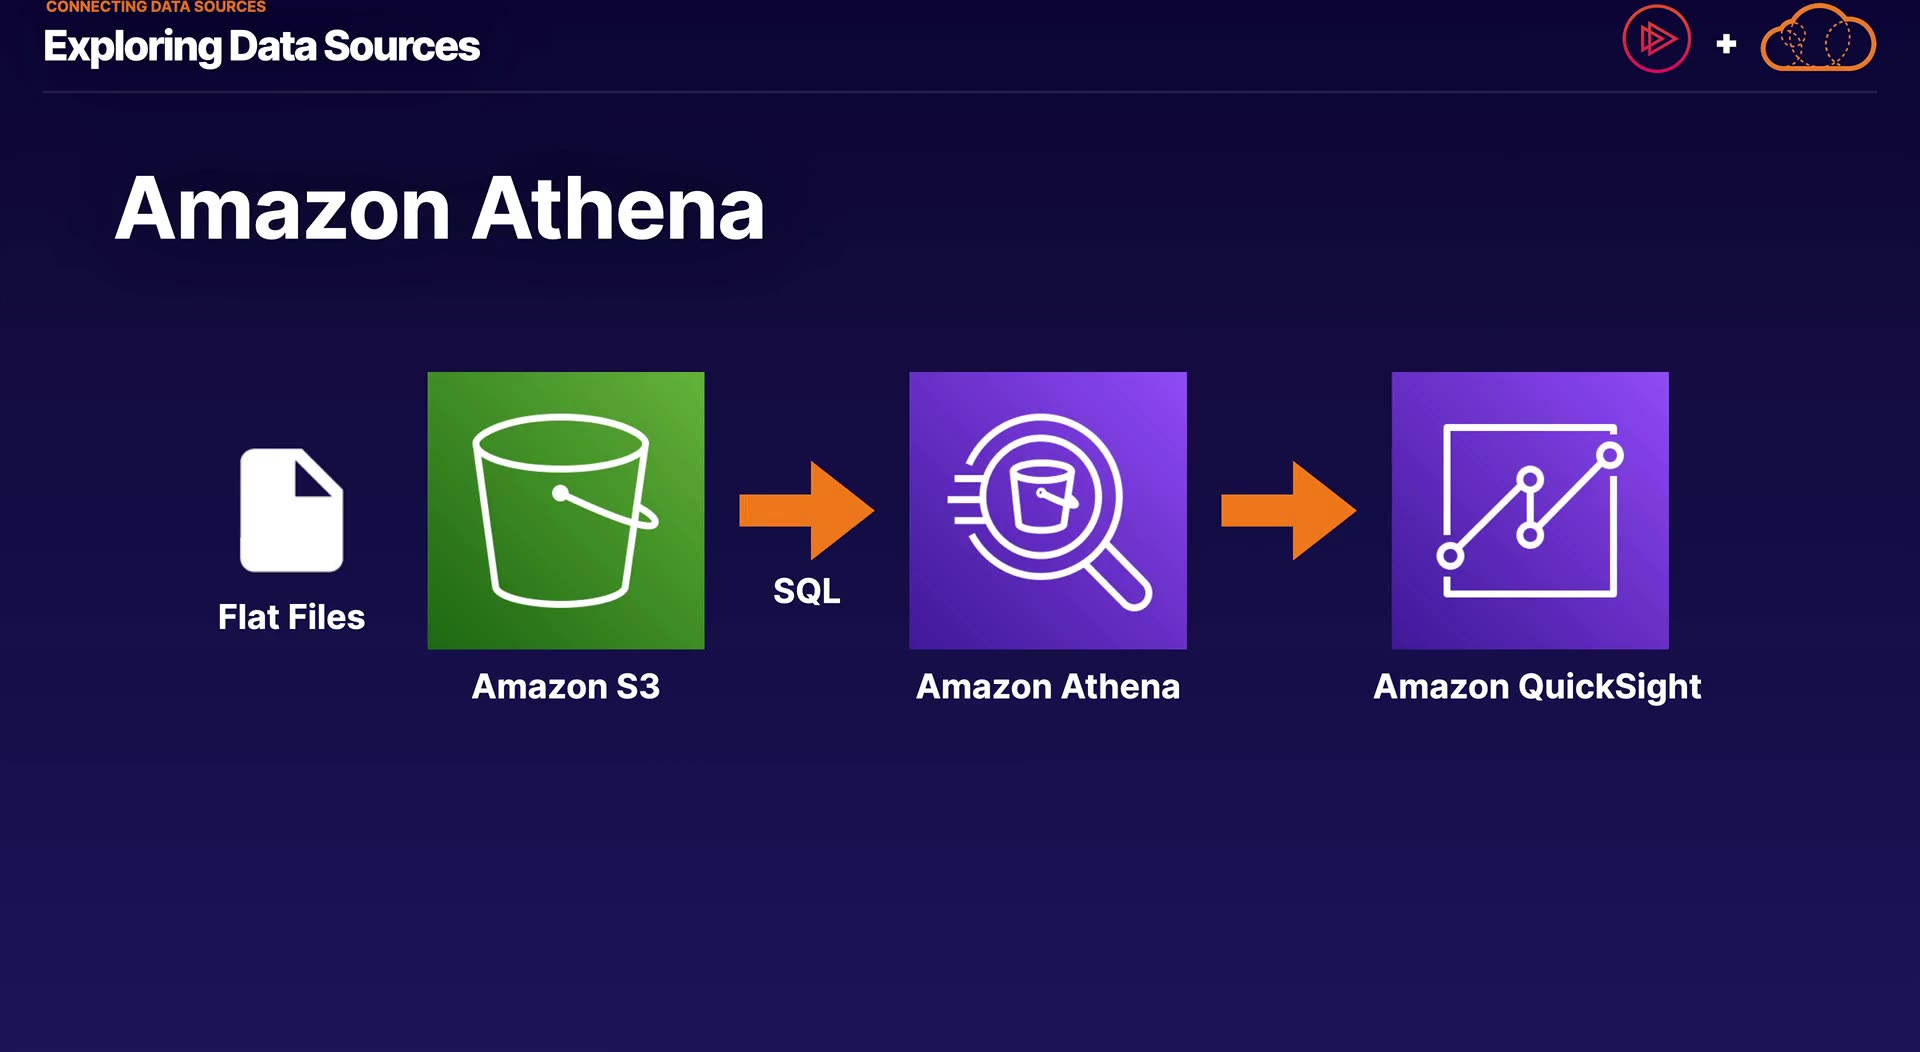 CONNECTING DATA SOURCES
Exploring Data Sources
Amazon Athena
Flat Files
SQL
Amazon S3
Amazon Athena
Amazon QuickSight